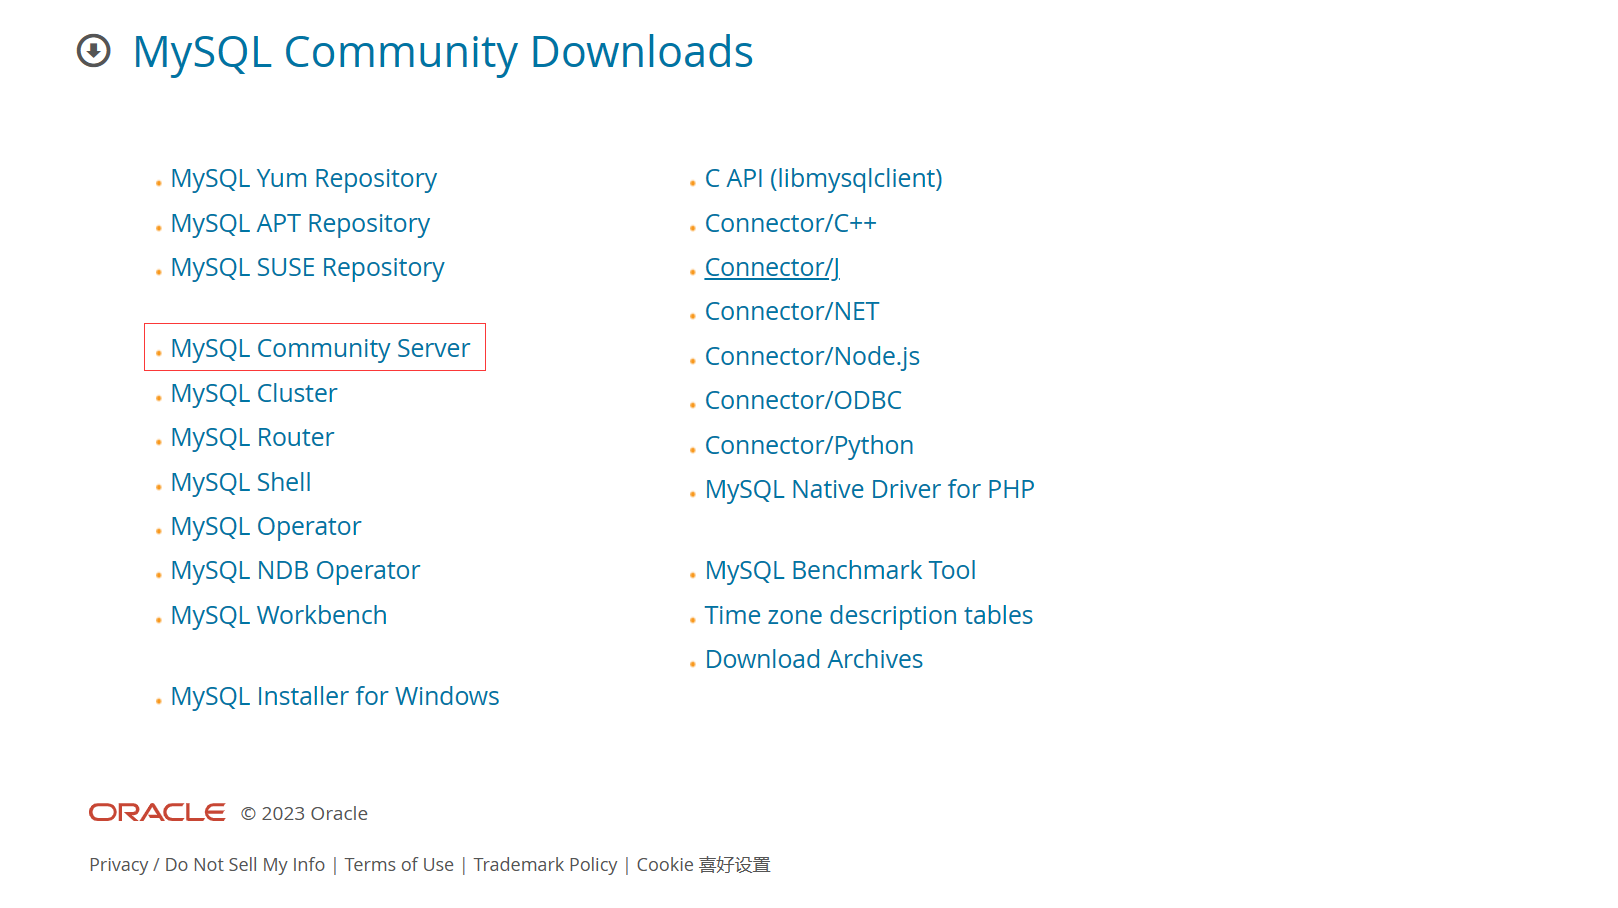 MySQL Community Downloads
MySQL Yum Repository
MySQL APT Repository
MySQL SUSE Repository
MySQL Community Server
MySQL Cluster
MySQL Router
MySQL Shell
MySQL Operator
MySQL NDB Operator
MySQL Workbench
MySQL Installer for Windows
C API (libmysqlclient)
Connector/C++
Connector/J
Connector/NET
Connector/Node.js
Connector/ODBC
Connector/Python
MySQL Native Driver for PHP
MySQL Benchmark Tool
Time zone description tables
Download Archives
ORACLE © 2023 Oracle
Privacy / Do Not Sell My Info | Terms of Use | Trademark Policy | Cookie 喜好设置